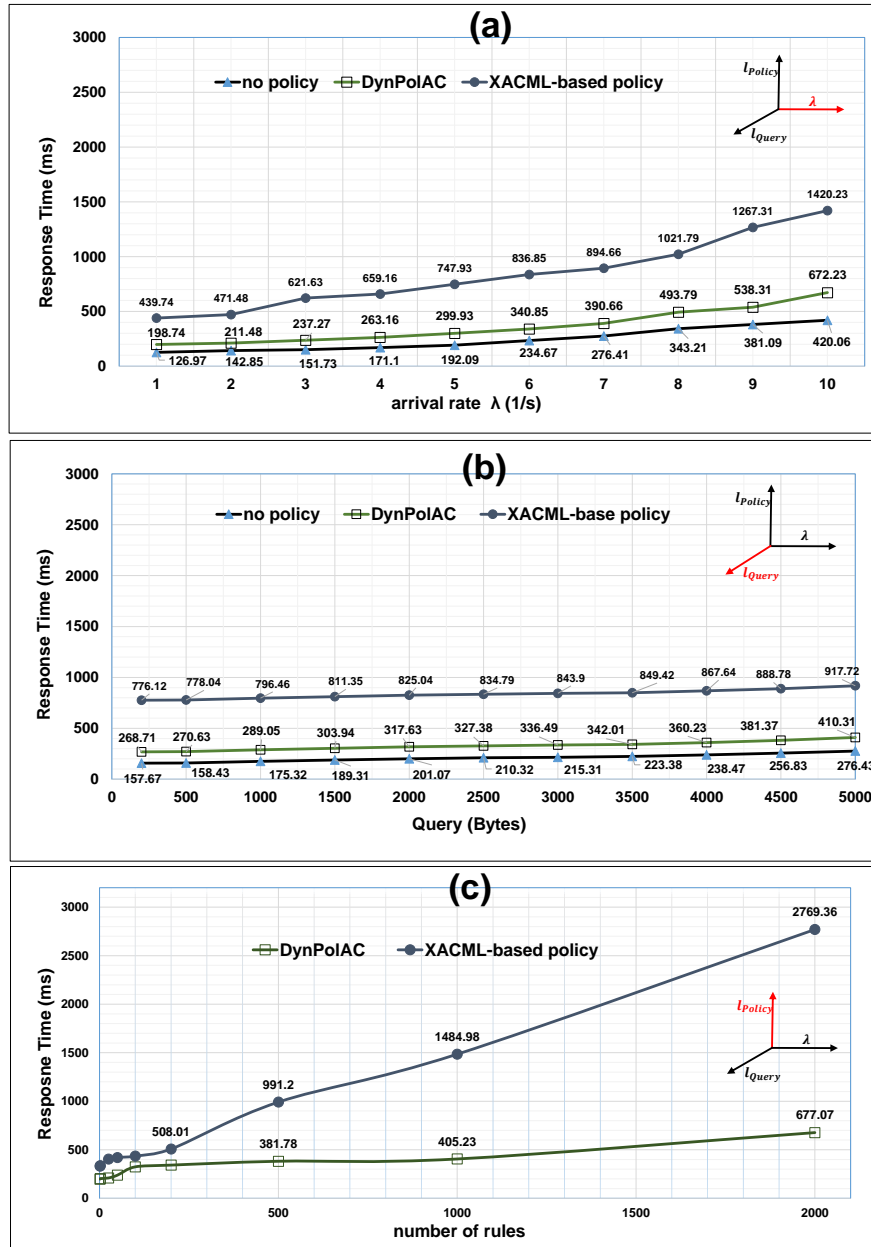 (a)
3000
2500
2000
1500
1000
500
0
Response Time (ms)
no policy DynPolAC XACML-based policy
l_Policy
λ
l_Query
439.74 471.48 621.63 659.16 747.93 836.85 894.66 1021.79 1267.31 1420.23
198.74 211.48 237.27 263.16 299.93 340.85 390.66 493.79 538.31 672.23
126.97 142.85 151.73 171.1 192.09 234.67 276.41 343.21 381.09 420.06
1 2 3 4 5 6 7 8 9 10
arrival rate λ (1/s)
(b)
3000
2500
2000
1500
1000
500
0
Response Time (ms)
no policy DynPolAC XACML-base policy
l_Policy
λ
l_Query
776.12 778.04 796.46 811.35 825.04 834.79 843.9 849.42 867.64 888.78 917.72
268.71 270.63 289.05 303.94 317.63 327.38 336.49 342.01 360.23 381.37 410.31
157.67 158.43 175.32 189.31 201.07 210.32 215.31 223.38 238.47 256.83 276.43
0 500 1000 1500 2000 2500 3000 3500 4000 4500 5000
Query (Bytes)
(c)
3000
2500
2000
1500
1000
500
0
Resposne Time (ms)
DynPolAC XACML-based policy
l_Policy
λ
l_Query
508.01 991.2 1484.98 2769.36
381.78 405.23 677.07
0 500 1000 1500 2000
number of rules